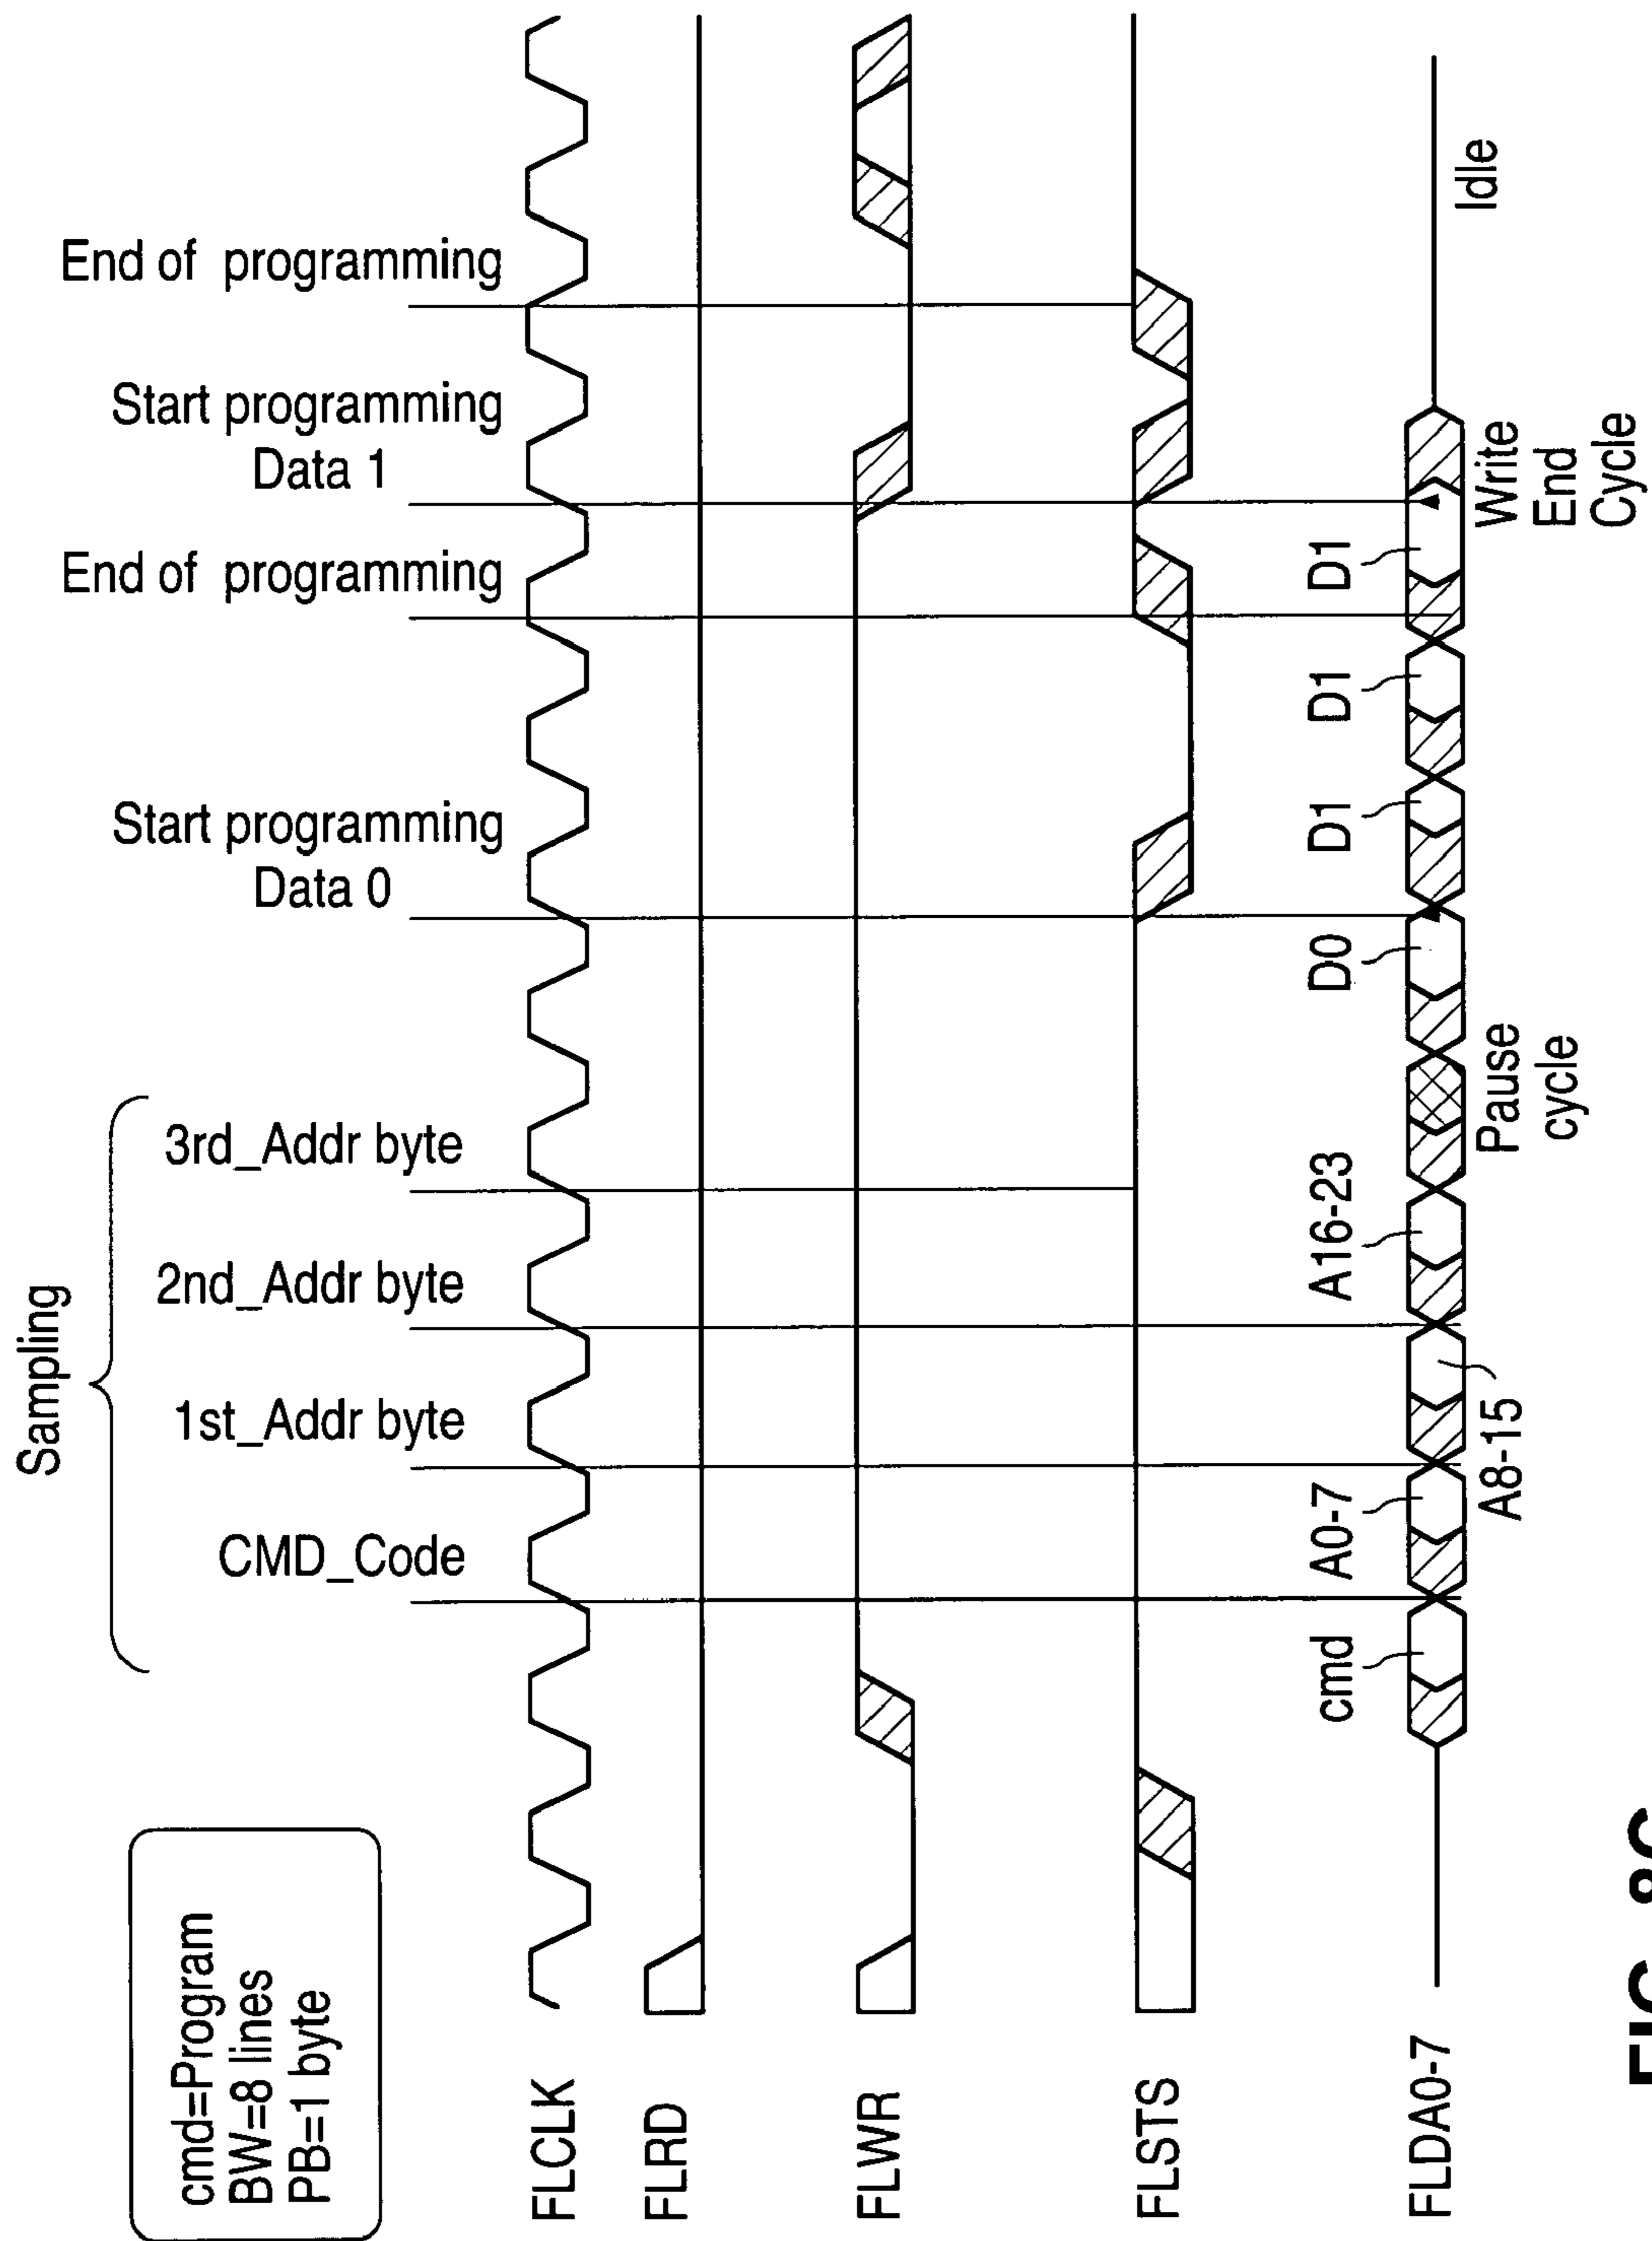 cmd=Program
BW=8 lines
PB=1 byte
Sampling
CMD_Code
1st_Addr byte
2nd_Addr byte
3rd_Addr byte
Start programming
Data 0
End of programming
Start programming
Data 1
End of programming
FLCLK
FLRD
FLWR
FLSTS
FLDA0-7
cmd
A0-7
A8-15
A16-23
Pause
cycle
D0
D1
D1
D1
Write
End
Cycle
Idle